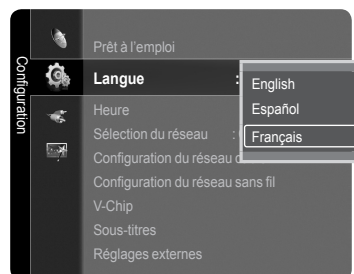 Configuration
Prêt à l'emploi
Langue :
English
Español
Français
Heure
Sélection du réseau :
Configuration du réseau
Configuration du réseau sans fil
V-Chip
Sous-titres
Réglages externes